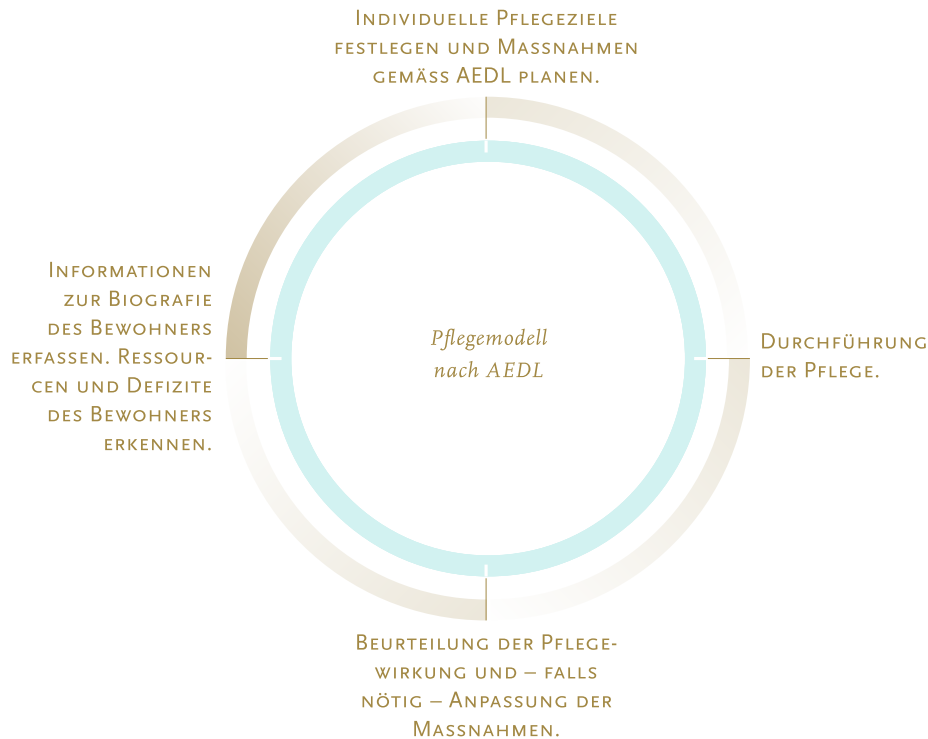 Individuelle Pflegeziele
festlegen und Massnahmen
gemäss AEDL planen.
Informationen
zur Biografie
des Bewohners
erfassen. Ressour-
cen und Defizite
des Bewohners
erkennen.
Pflegemodell
nach AEDL
Durchführung
der Pflege.
Beurteilung der Pflege-
wirkung und – falls
nötig – Anpassung der
Massnahmen.